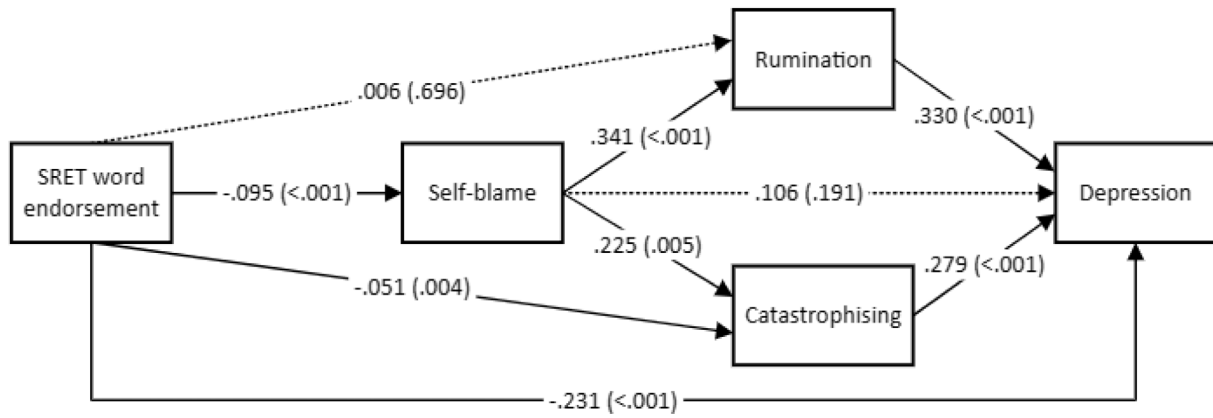 Rumination
.006 (.696)
.341 (<.001)
.330 (<.001)
SRET word
endorsement
-.095 (<.001)
Self-blame
.106 (.191)
Depression
.225 (.005)
-.051 (.004)
.279 (<.001)
Catastrophising
-.231 (<.001)